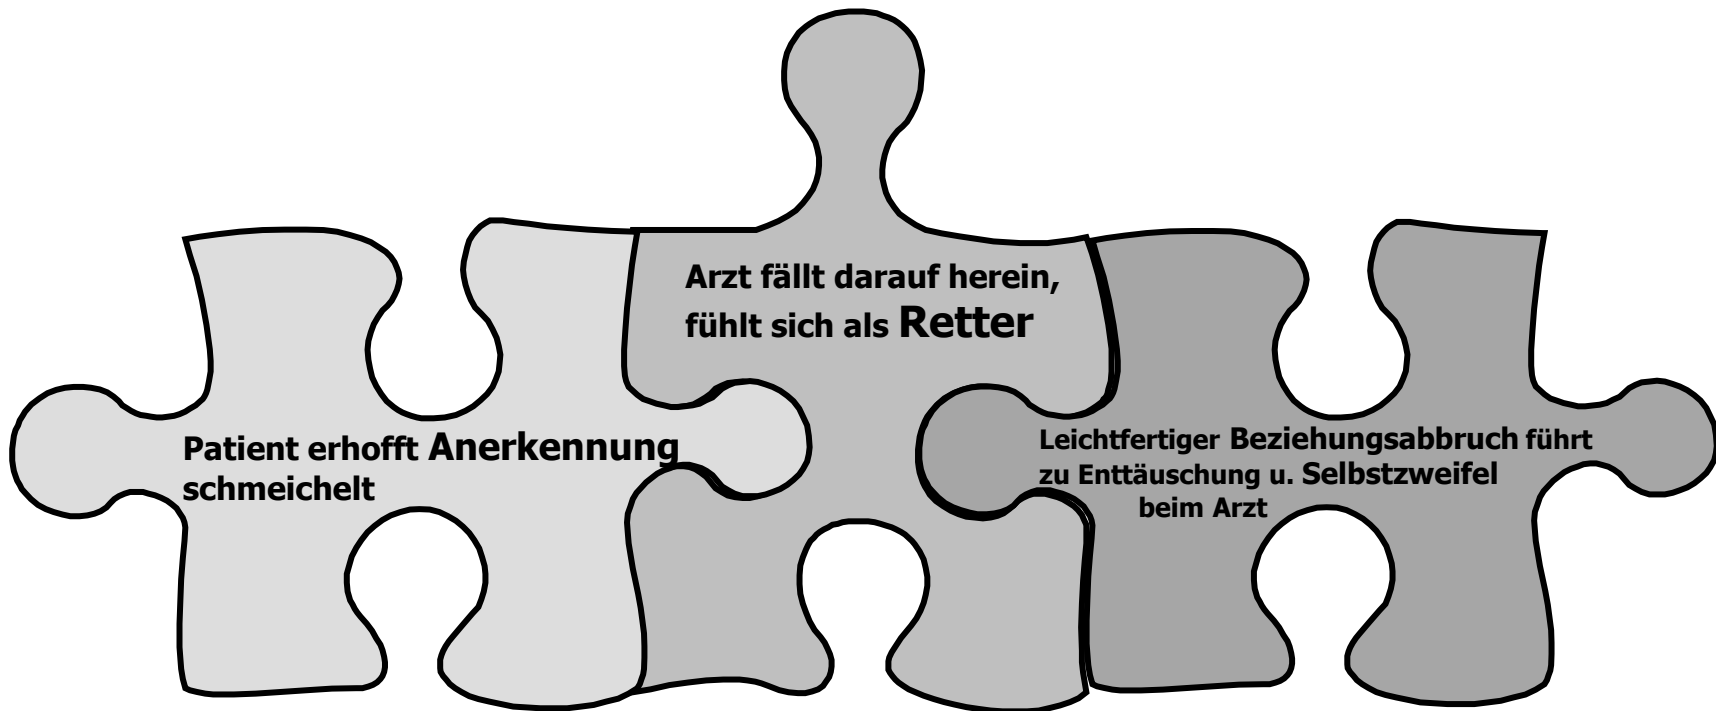 Arzt fällt darauf herein,
fühlt sich als Retter
Patient erhofft Anerkennung
schmeichelt
Leichtfertiger Beziehungsabbruch führt
zu Enttäuschung u. Selbstzweifel
beim Arzt